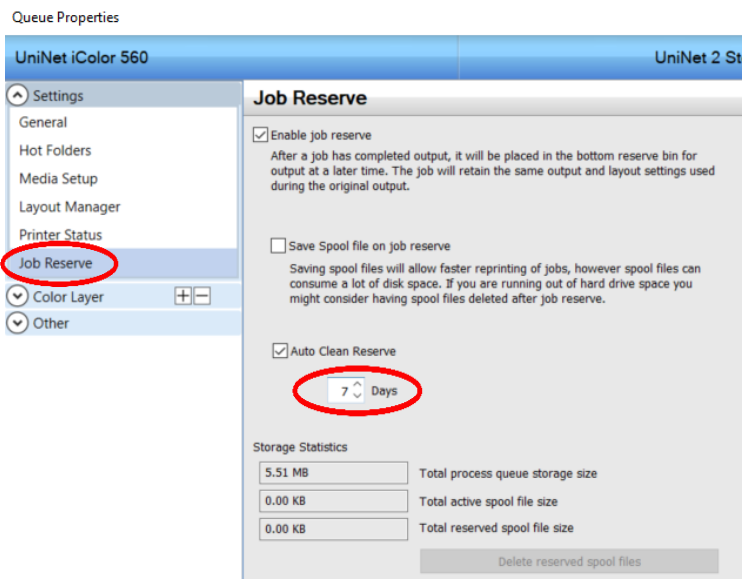 Queue Properties
UniNet iColor 560
UniNet 2 St
Settings
General
Hot Folders
Media Setup
Layout Manager
Printer Status
Job Reserve
Color Layer
Other
Job Reserve
Enable job reserve
After a job has completed output, it will be placed in the bottom reserve bin for
output at a later time. The job will retain the same output and layout settings used
during the original output.
Save Spool file on job reserve
Saving spool files will allow faster reprinting of jobs, however spool files can
consume a lot of disk space. If you are running out of hard drive space you
might consider having spool files deleted after job reserve.
Auto Clean Reserve
7 Days
Storage Statistics
5.51 MB Total process queue storage size
0.00 KB Total active spool file size
0.00 KB Total reserved spool file size
Delete reserved spool files